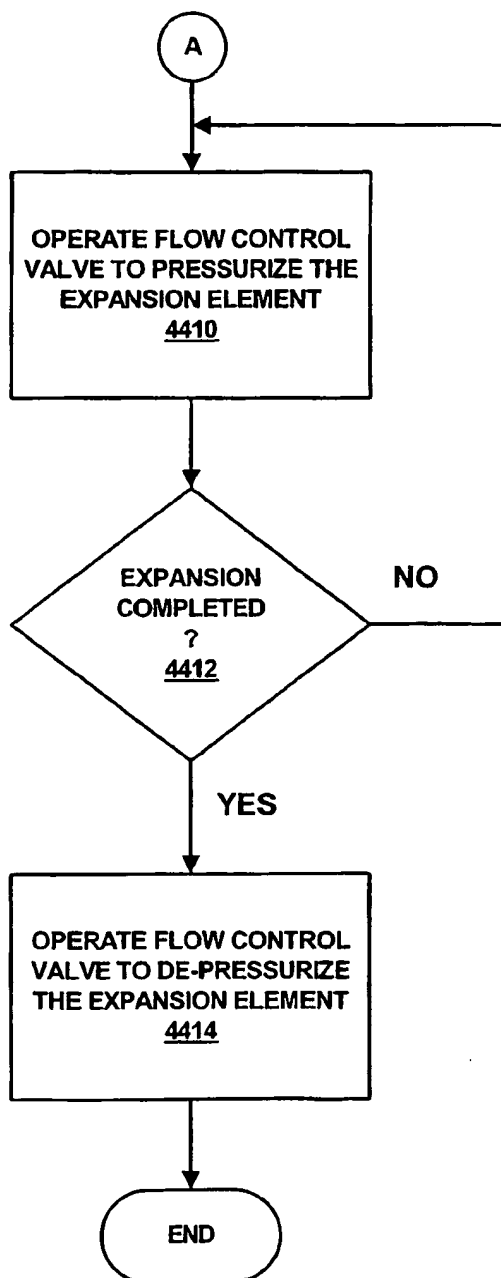 A
OPERATE FLOW CONTROL
VALVE TO PRESSURIZE THE
EXPANSION ELEMENT
4410
EXPANSION
COMPLETED
?
4412
NO
YES
OPERATE FLOW CONTROL
VALVE TO DE-PRESSURIZE
THE EXPANSION ELEMENT
4414
END